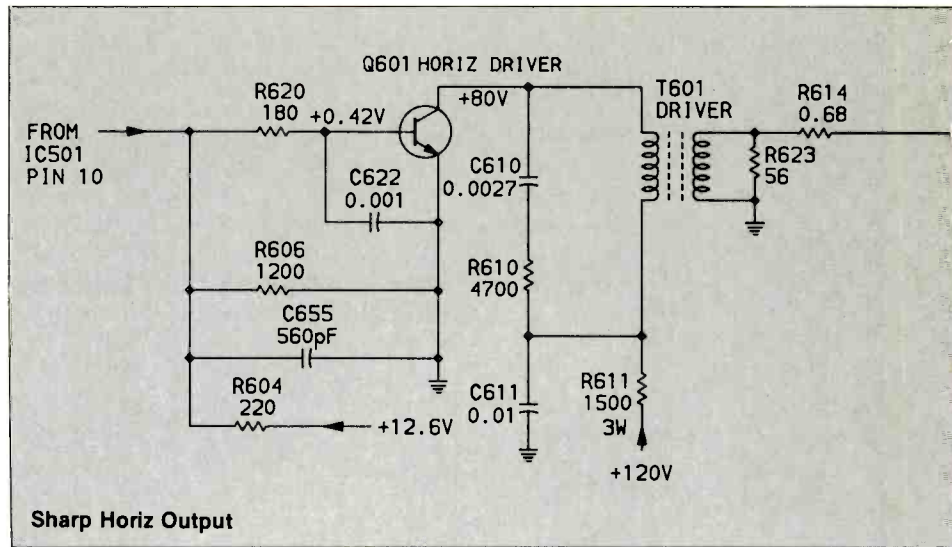 Q601 HORIZ DRIVER
R620
180
+0.42V
+80V
T601
DRIVER
R614
0.68
FROM
IC501
PIN 10
C622
0.001
C610
0.0027
R623
56
R606
1200
R610
4700
C655
560pF
R604
220
+12.6V
C611
0.01
R611
1500
3W
+120V
Sharp Horiz Output